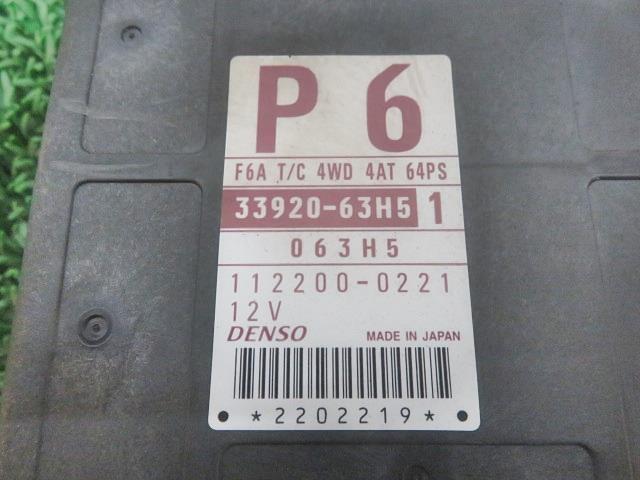 P 6
F6A T/C 4WD 4AT 64PS
33920-63H5 1
063H5
112200-0221
12V
DENSO MADE IN JAPAN
*2202219*